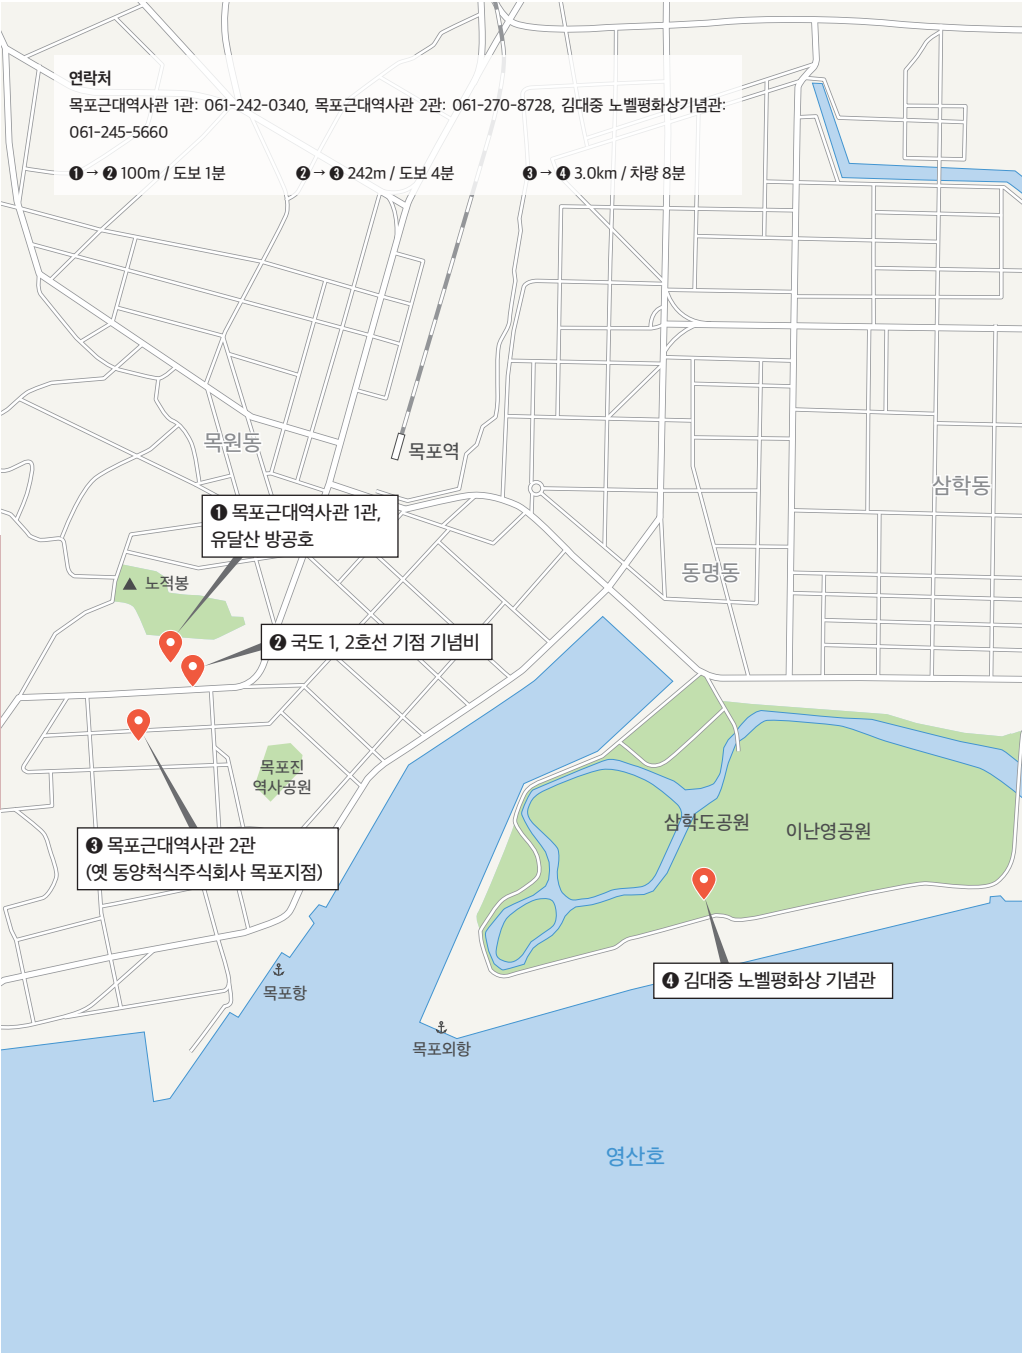 연락처
목포근대역사관 1관: 061-242-0340, 목포근대역사관 2관: 061-270-8728, 김대중 노벨평화상기념관:
061-245-5660
❶ → ❷ 100m / 도보 1분
❷ → ❸ 242m / 도보 4분
❸ → ❹ 3.0km / 차량 8분
목원동
목포역
삼학동
❶ 목포근대역사관 1관,
유달산 방공호
동명동
▲ 노적봉
❷ 국도 1, 2호선 기점 기념비
목포진
역사공원
삼학도공원
이난영공원
❸ 목포근대역사관 2관
(옛 동양척식주식회사 목포지점)
❹ 김대중 노벨평화상 기념관
목포항
목포외항
영산호